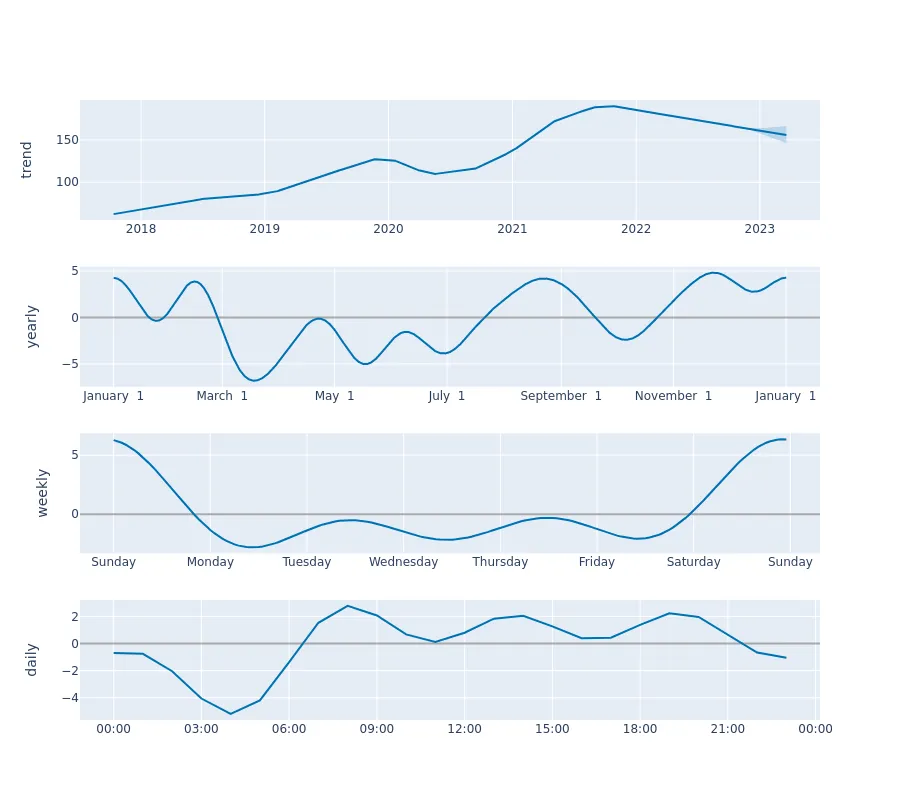 trend
150
100
2018 2019 2020 2021 2022 2023
yearly
5
0
−5
January 1 March 1 May 1 July 1 September 1 November 1 January 1
weekly
5
0
Sunday Monday Tuesday Wednesday Thursday Friday Saturday Sunday
daily
2
0
−2
−4
00:00 03:00 06:00 09:00 12:00 15:00 18:00 21:00 00:00